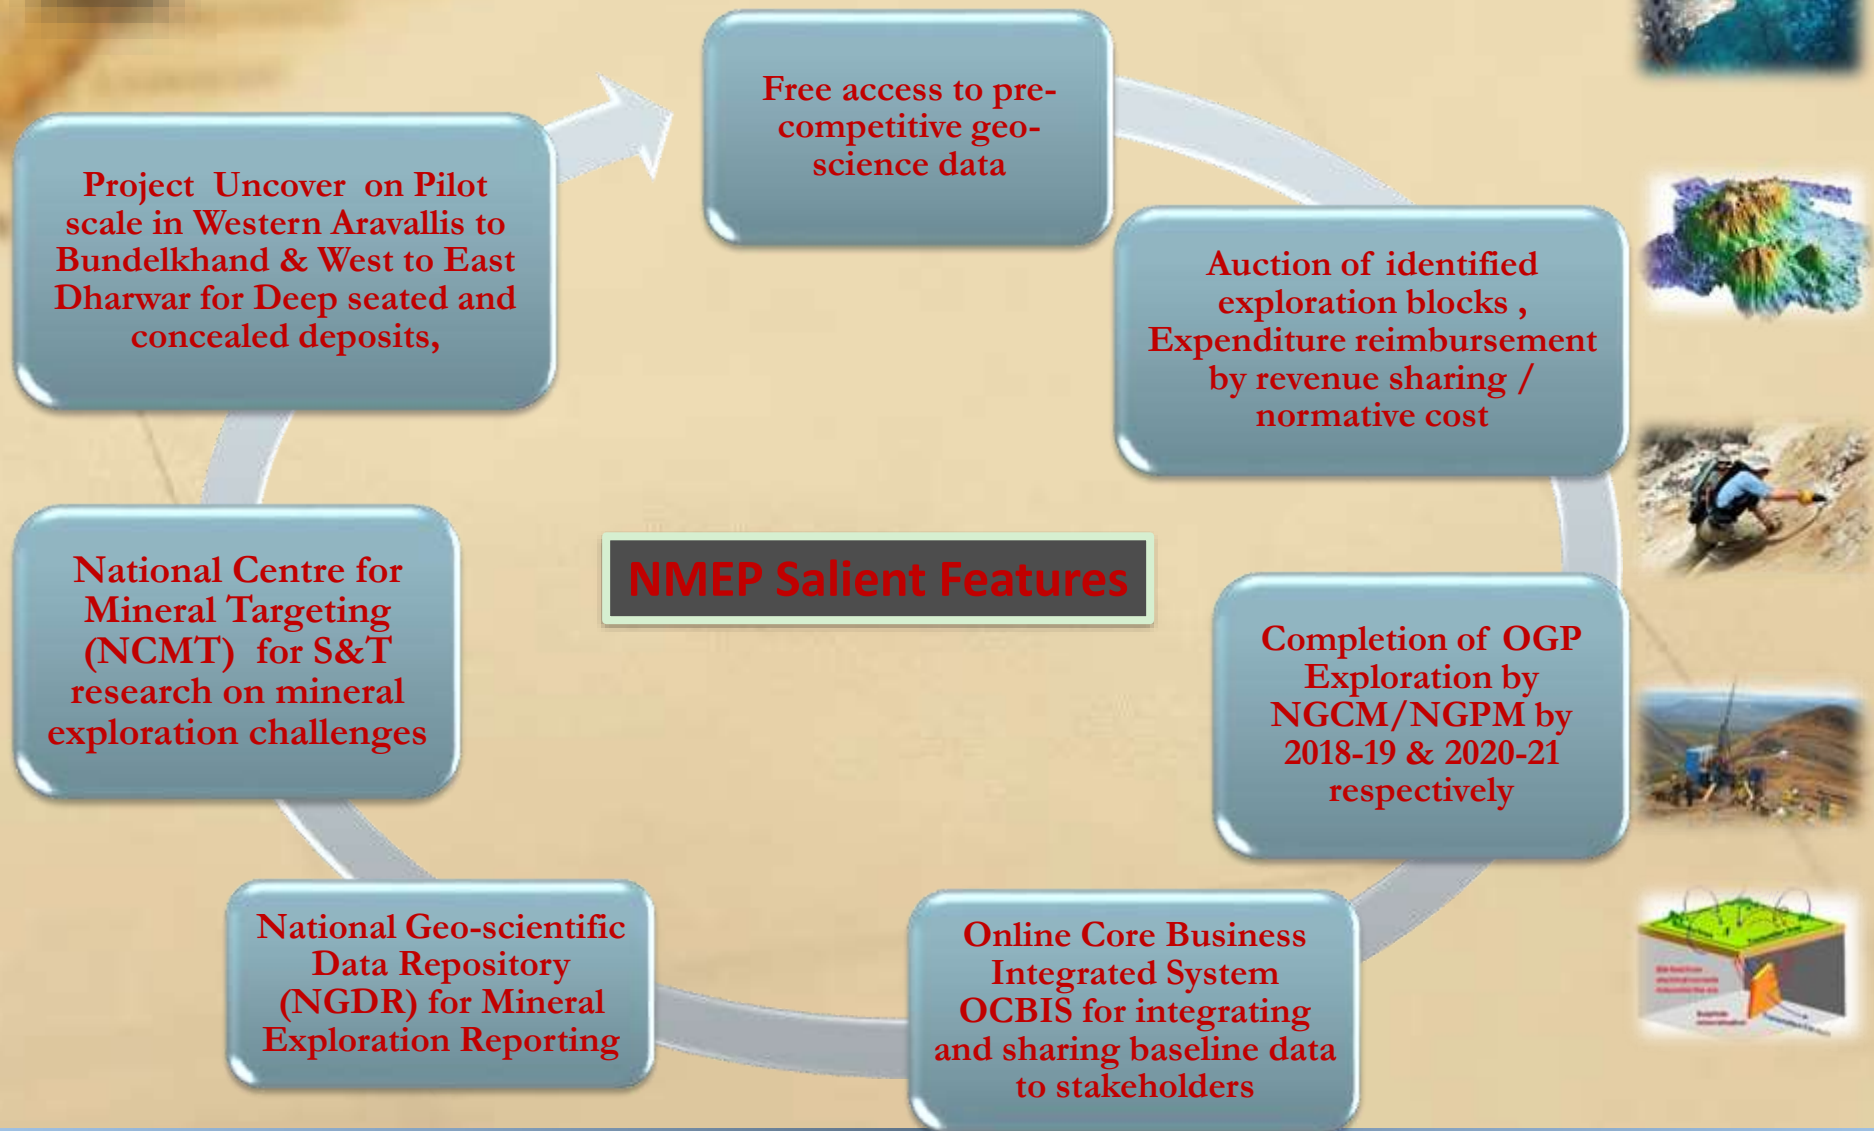 Free access to pre-
competitive geo-
science data
Auction of identified
exploration blocks ,
Expenditure reimbursement
by revenue sharing /
normative cost
Completion of OGP
Exploration by
NGCM/NGPM by
2018-19 & 2020-21
respectively
Online Core Business
Integrated System
OCBIS for integrating
and sharing baseline data
to stakeholders
National Geo-scientific
Data Repository
(NGDR) for Mineral
Exploration Reporting
National Centre for
Mineral Targeting
(NCMT) for S&T
research on mineral
exploration challenges
Project Uncover on Pilot
scale in Western Aravallis to
Bundelkhand & West to East
Dharwar for Deep seated and
concealed deposits,
NMEP Salient Features